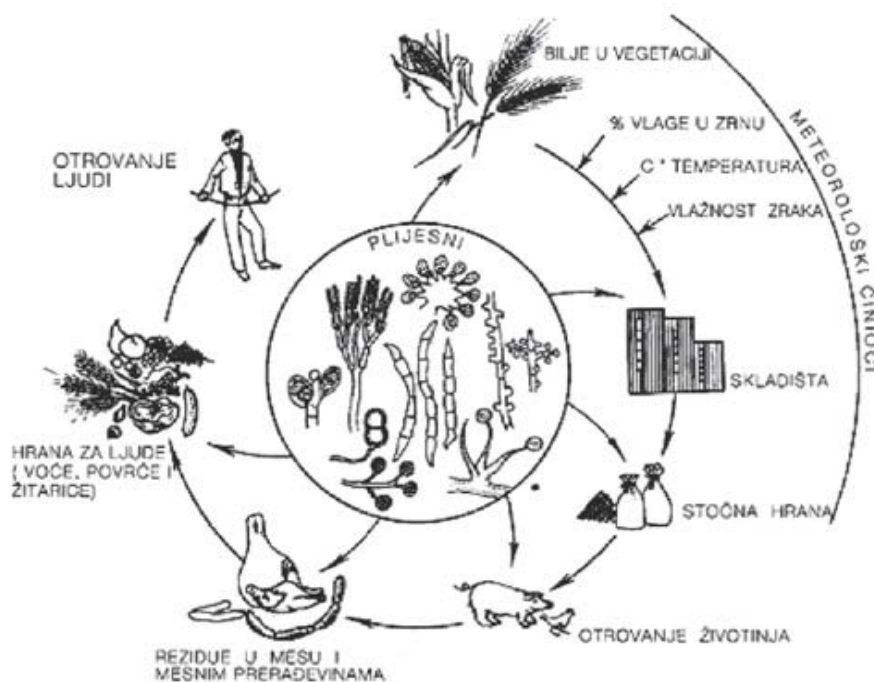 BILJE U VEGETACIJI
% VLAGE U ZRNU
C° TEMPERATURA
VLAŽNOST ZRAKA
METEOROLOŠKI ČINIOCI
OTROVANJE
LJUDI
PLIJESNI
SKLADIŠTA
HRANA ZA LJUDE
( VOĆE, POVRĆE I
ŽITARICE)
STOČNA HRANA
OTROVANJE ŽIVOTINJA
REZIDUE U MESU I
MESNIM PRERAĐEVINAMA